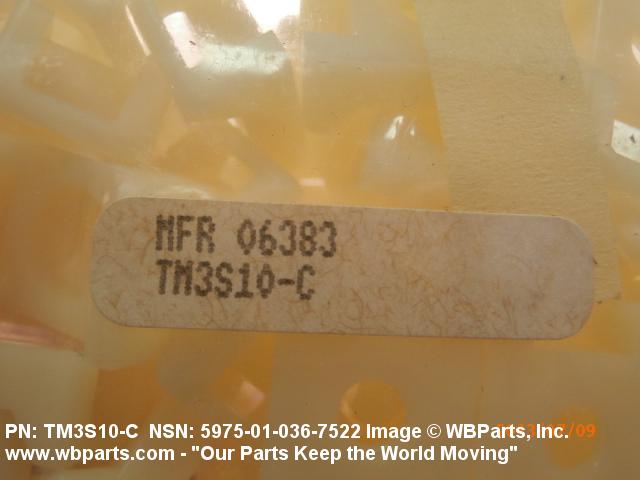 MFR 06383
TM3S10-C
PN: TM3S10-C NSN: 5975-01-036-7522 Image © WBParts, Inc.
www.wbparts.com - "Our Parts Keep the World Moving"